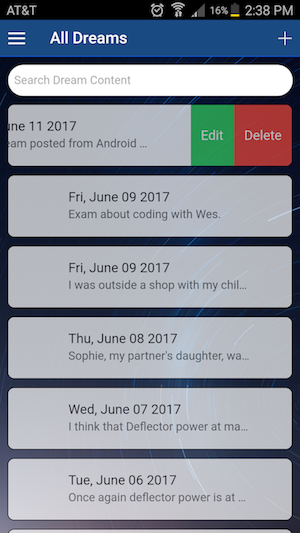 AT&T 16% 2:38 PM
All Dreams
Search Dream Content
une 11 2017
eam posted from Android ...
Edit
Delete
Fri, June 09 2017
Exam about coding with Wes.
Fri, June 09 2017
I was outside a shop with my chil...
Thu, June 08 2017
Sophie, my partner's daughter, wa...
Wed, June 07 2017
I think that Deflector power at ma...
Tue, June 06 2017
Once again deflector power is at ...